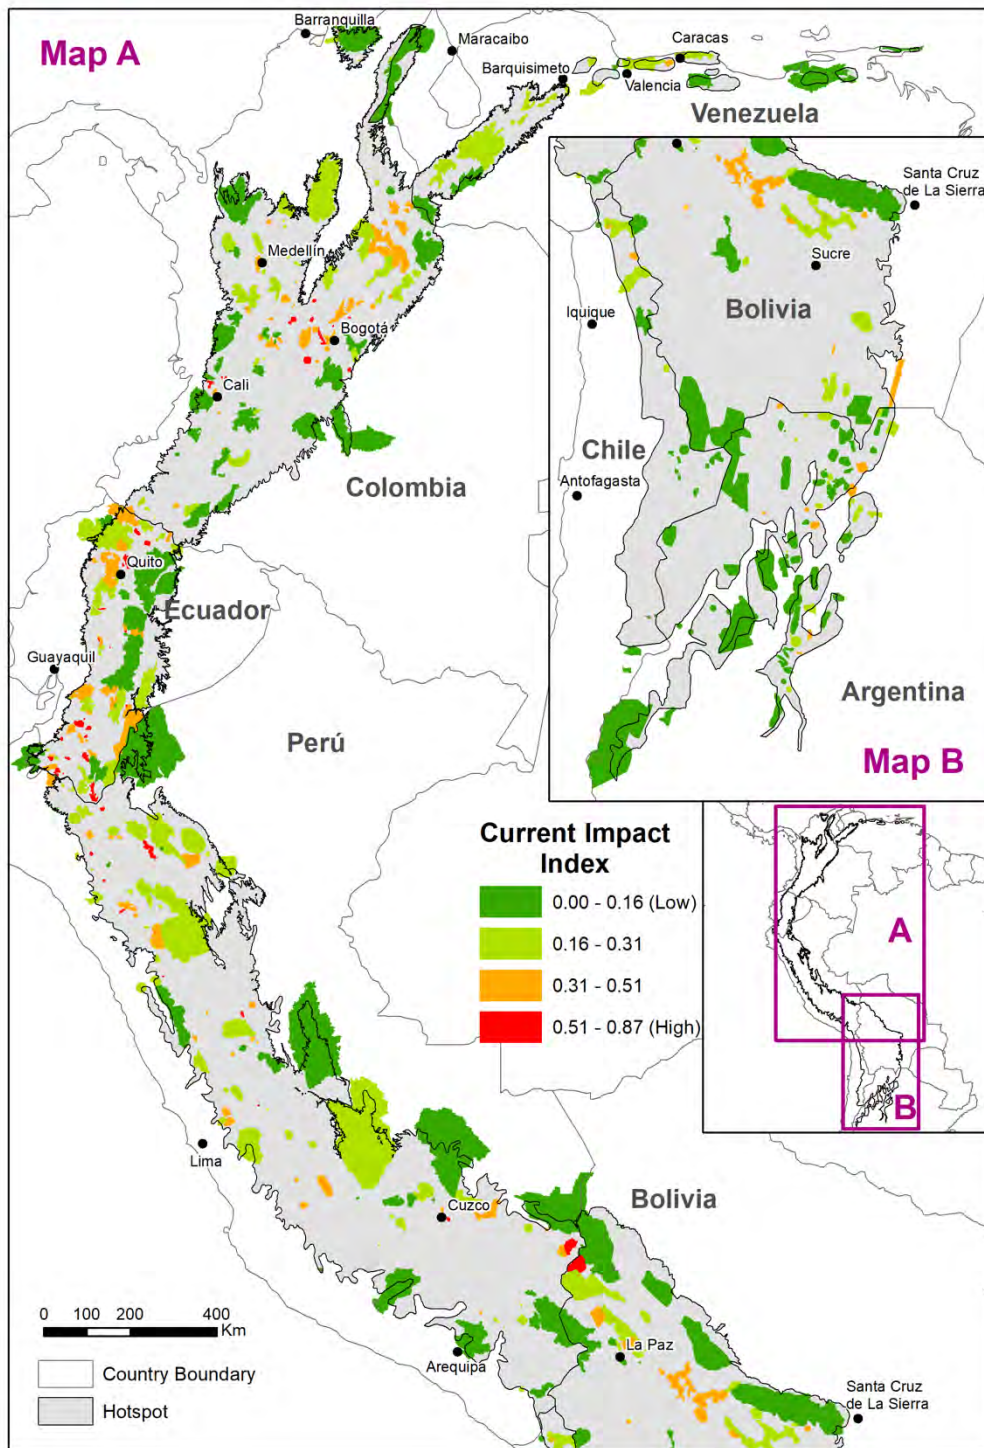 Map A
Barranquilla
Maracaibo
Caracas
Barquisimeto
Valencia
Venezuela
Medellín
Bogotá
Cali
Colombia
Quito
Ecuador
Guayaquil
Perú
Santa Cruz
de La Sierra
Sucre
Bolivia
Iquique
Chile
Antofagasta
Argentina
Map B
Current Impact
Index
0.00 - 0.16 (Low)
0.16 - 0.31
0.31 - 0.51
0.51 - 0.87 (High)
A
B
Lima
Cuzco
Bolivia
La Paz
Arequipa
Santa Cruz
de La Sierra
0 100 200 400
Km
Country Boundary
Hotspot